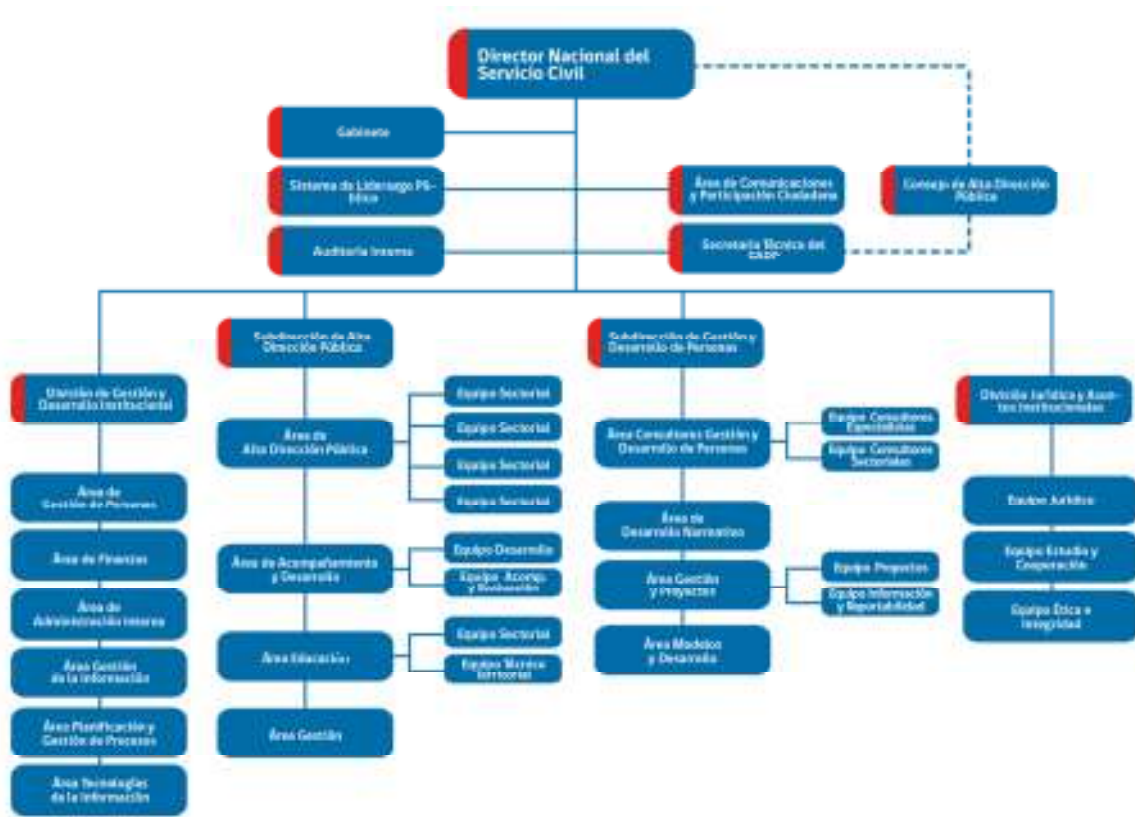 Director Nacional del
Servicio Civil
Gabinete
Sistema de Liderazgo Pú-
blico
Área de Comunicaciones
y Participación Ciudadana
Consejo de Alta Dirección
Pública
Auditoría Interna
Secretaría Técnica del
CADP
Subdirección de Alta
Dirección Pública
Subdirección de Gestión y
Desarrollo de Personas
División de Gestión y
Desarrollo Institucional
División Jurídica y Asun-
tos Institucionales
Área de
Gestión de Personas
Área de Finanzas
Área de
Administración Interna
Área Gestión
de la Información
Área Planificación y
Gestión de Procesos
Área Tecnologías
de la Información
Área de
Alta Dirección Pública
Equipo Sectorial
Equipo Sectorial
Equipo Sectorial
Equipo Sectorial
Área de Acompañamiento
y Desarrollo
Equipo Desarrollo
Equipo Acomp.
y Evaluación
Área Educación
Equipo Sectorial
Equipo Técnico
Territorial
Área Gestión
Área Consultores Gestión y
Desarrollo de Personas
Equipo Consultores
Especialistas
Equipo Consultores
Sectoriales
Área de
Desarrollo Normativo
Área Gestión
y Proyectos
Equipo Proyectos
Equipo Información
y Reportabilidad
Área Modelos
y Desarrollo
Equipo Jurídico
Equipo Estudio y
Cooperación
Equipo Ética e
Integridad